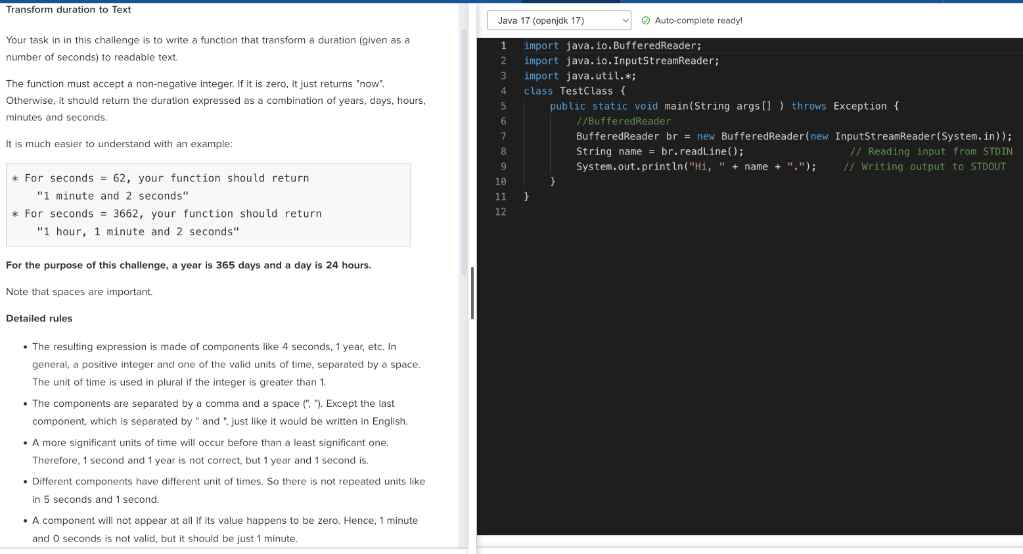 Transform duration to Text
Your task in in this challenge is to write a function that transform a duration (given as a
number of seconds) to readable text.
The function must accept a non-negative integer. If it is zero, it just returns "now".
Otherwise, it should return the duration expressed as a combination of years, days, hours,
minutes and seconds.
It is much easier to understand with an example:
* For seconds = 62, your function should return
"1 minute and 2 seconds"
* For seconds = 3662, your function should return
"1 hour, 1 minute and 2 seconds"
For the purpose of this challenge, a year is 365 days and a day is 24 hours.
Note that spaces are important.
Detailed rules
• The resulting expression is made of components like 4 seconds, 1 year, etc. In
general, a positive integer and one of the valid units of time, separated by a space.
The unit of time is used in plural if the integer is greater than 1.
• The components are separated by a comma and a space (", "). Except the last
component, which is separated by " and ", just like it would be written in English.
• A more significant units of time will occur before than a least significant one.
Therefore, 1 second and 1 year is not correct, but 1 year and 1 second is.
• Different components have different unit of times. So there is not repeated units like
in 5 seconds and 1 second.
• A component will not appear at all if its value happens to be zero. Hence, 1 minute
and 0 seconds is not valid, but it should be just 1 minute.
Java 17 (openjdk 17)
Auto-complete ready!
1 import java.io.BufferedReader;
2 import java.io.InputStreamReader;
3 import java.util.*;
4 class TestClass {
5 public static void main(String args[] ) throws Exception {
6 //BufferedReader
7 BufferedReader br = new BufferedReader(new InputStreamReader(System.in));
8 String name = br.readLine(); // Reading input from STDIN
9 System.out.println("Hi, " + name + "."); // Writing output to STDOUT
10 }
11 }
12